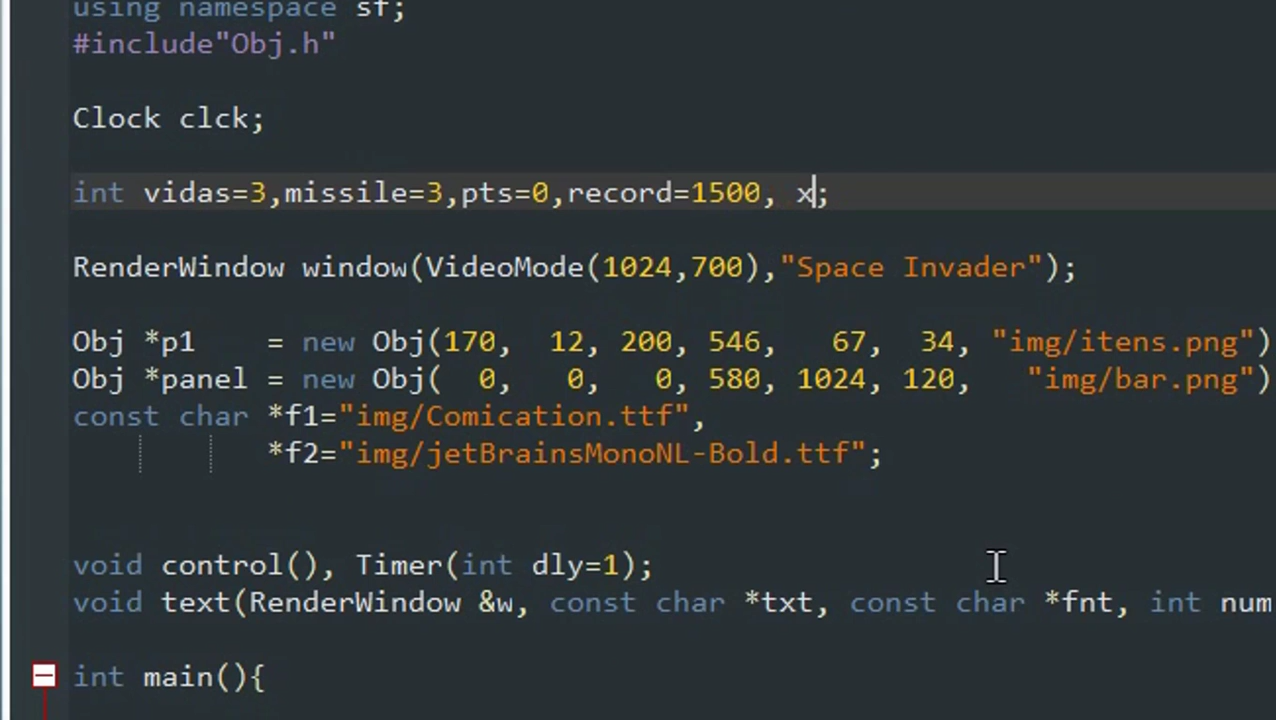 using namespace sf;
#include"Obj.h"
Clock clck;
int vidas=3,missile=3,pts=0,record=1500, x;
RenderWindow window(VideoMode(1024,700),"Space Invader");
Obj *p1    = new Obj(170,  12, 200, 546,   67,  34, "img/itens.png")
Obj *panel = new Obj(  0,   0,   0, 580, 1024, 120,   "img/bar.png")
const char *f1="img/Comication.ttf",
*f2="img/jetBrainsMonoNL-Bold.ttf";
void control(), Timer(int dly=1);
void text(RenderWindow &w, const char *txt, const char *fnt, int num
int main(){